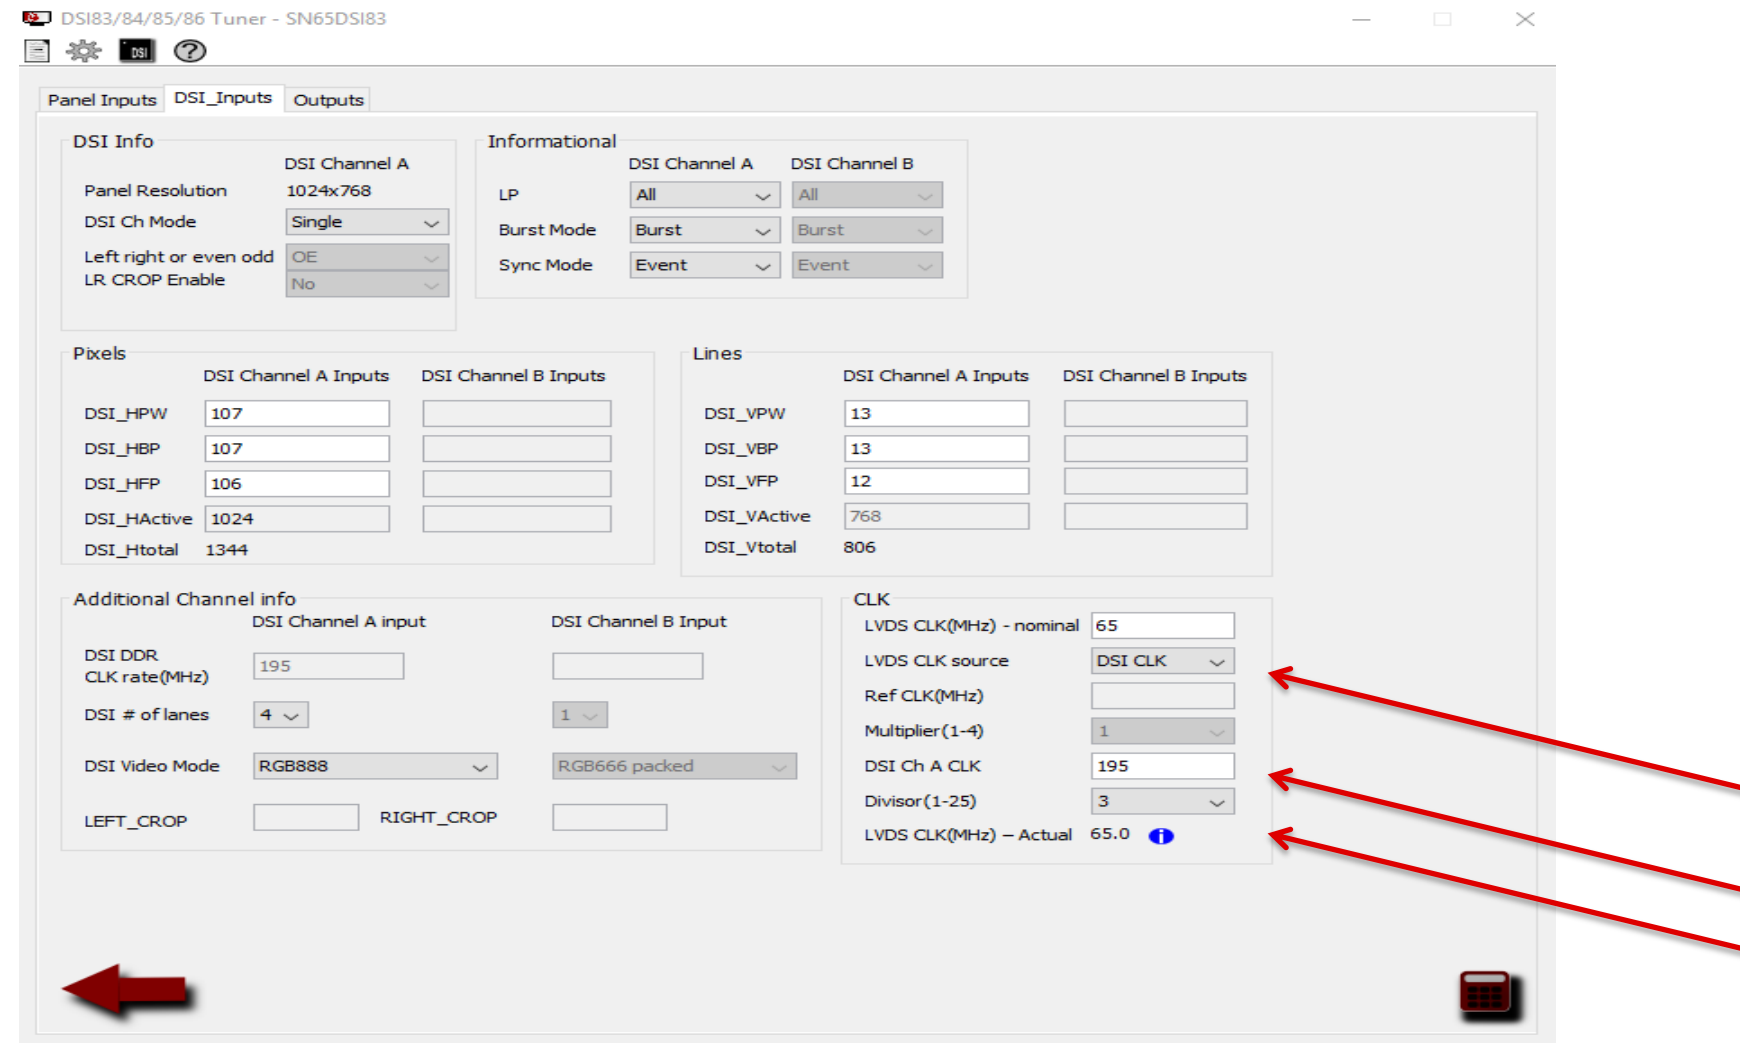 DSI83/84/85/86 Tuner - SN65DSI83
DSI
Panel Inputs DSI_Inputs Outputs
DSI Info
DSI Channel A
Panel Resolution 1024x768
DSI Ch Mode Single
Left right or even odd OE
LR CROP Enable No
Informational
DSI Channel A DSI Channel B
LP All All
Burst Mode Burst Burst
Sync Mode Event Event
Pixels
DSI Channel A Inputs DSI Channel B Inputs
DSI_HPW 107
DSI_HBP 107
DSI_HFP 106
DSI_HActive 1024
DSI_Htotal 1344
Lines
DSI Channel A Inputs DSI Channel B Inputs
DSI_VPW 13
DSI_VBP 13
DSI_VFP 12
DSI_VActive 768
DSI_Vtotal 806
Additional Channel info
DSI Channel A input DSI Channel B Input
DSI DDR
CLK rate(MHz) 195
DSI # of lanes 4 1
DSI Video Mode RGB888 RGB666 packed
LEFT_CROP RIGHT_CROP
CLK
LVDS CLK(MHz) - nominal 65
LVDS CLK source DSI CLK
Ref CLK(MHz)
Multiplier(1-4) 1
DSI Ch A CLK 195
Divisor(1-25) 3
LVDS CLK(MHz) – Actual 65.0